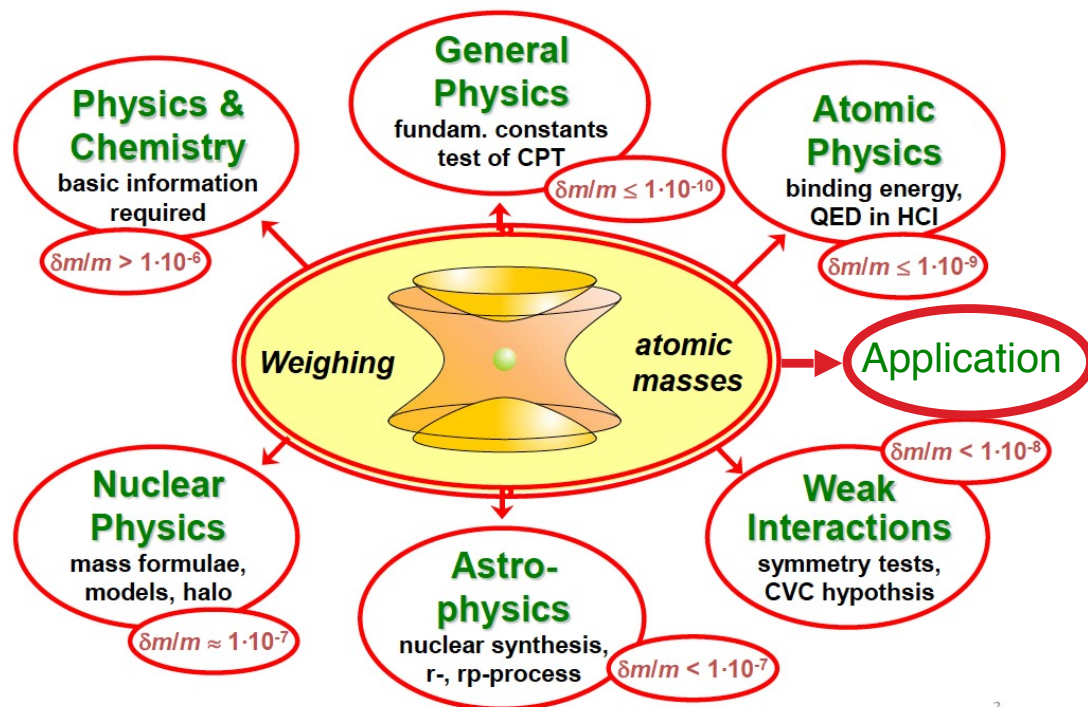 General
Physics
fundam. constants
test of CPT
δm/m ≤ 1·10⁻¹⁰
Physics &
Chemistry
basic information
required
δm/m > 1·10⁻⁶
Atomic
Physics
binding energy,
QED in HCI
δm/m ≤ 1·10⁻⁹
Weighing
atomic
masses
Application
Nuclear
Physics
mass formulae,
models, halo
δm/m ≈ 1·10⁻⁷
Astro-
physics
nuclear synthesis,
r-, rp-process
δm/m < 1·10⁻⁷
δm/m < 1·10⁻⁸
Weak
Interactions
symmetry tests,
CVC hypothsis